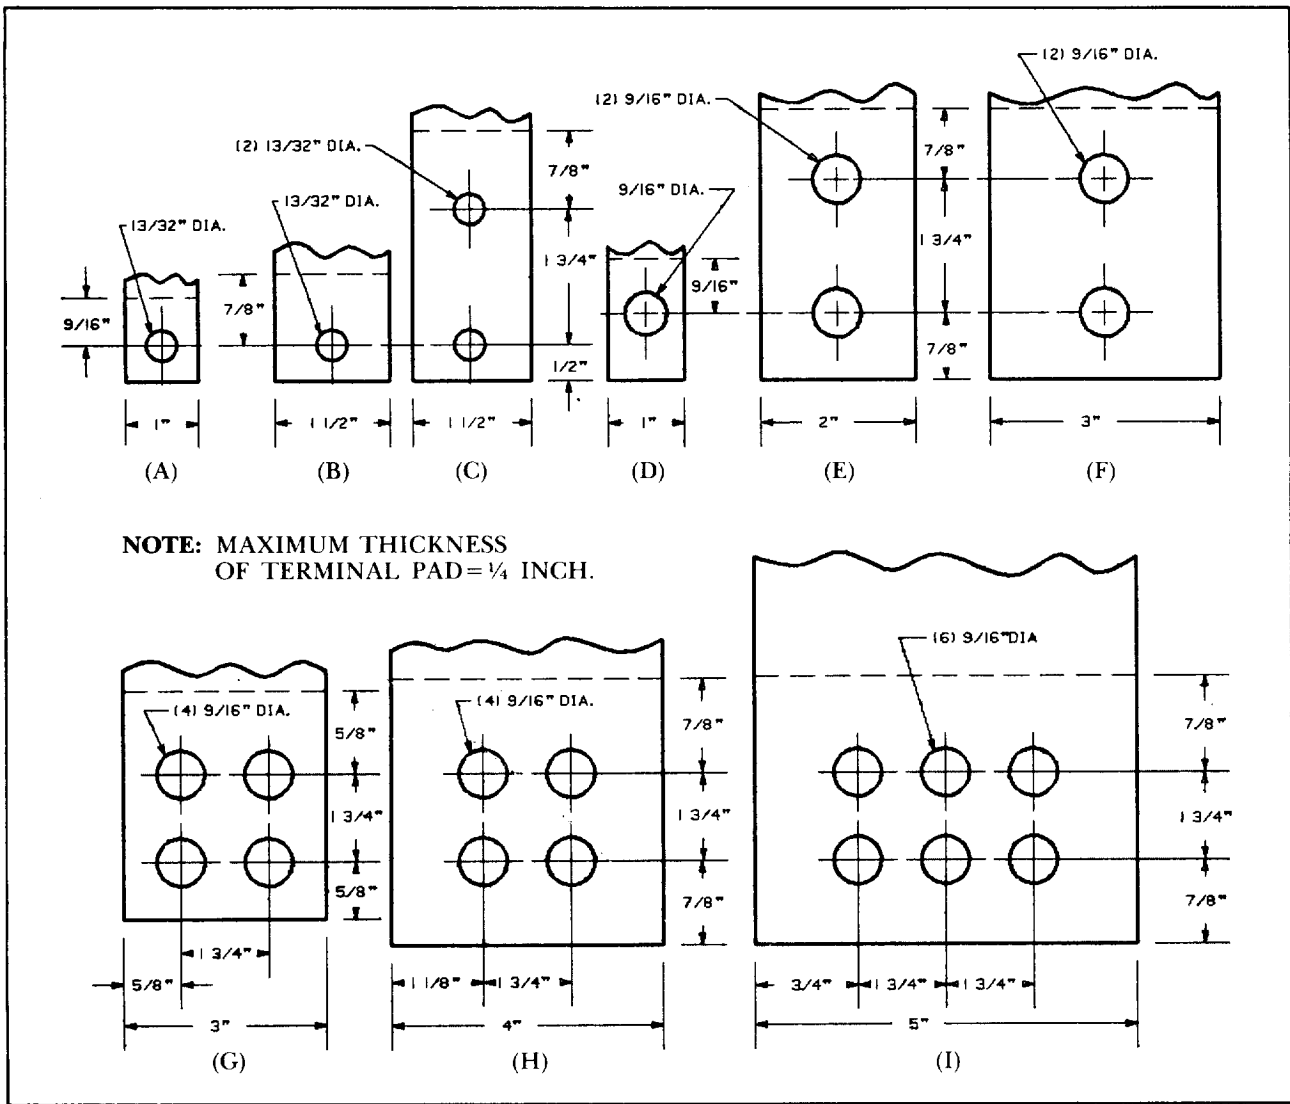 (2) 9/16" DIA.
(2) 9/16" DIA.
(2) 13/32" DIA.
7/8"
7/8"
9/16" DIA.
13/32" DIA.
13/32" DIA.
1 3/4"
1 3/4"
9/16"
7/8"
9/16"
7/8"
1/2"
1"
1 1/2"
1 1/2"
1"
2"
3"
(A)
(B)
(C)
(D)
(E)
(F)
NOTE: MAXIMUM THICKNESS
OF TERMINAL PAD=¼ INCH.
(6) 9/16"DIA
(4) 9/16" DIA.
(4) 9/16" DIA.
5/8"
7/8"
7/8"
1 3/4"
1 3/4"
1 3/4"
5/8"
7/8"
7/8"
1 3/4"
5/8"
1 1/8"
1 3/4"
3/4"
1 3/4"
1 3/4"
3"
4"
5"
(G)
(H)
(I)